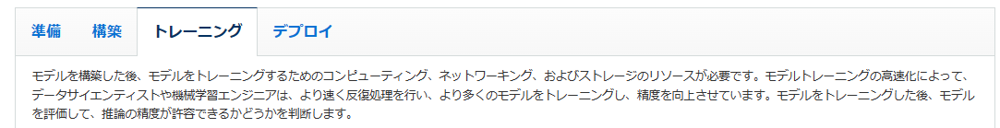 準備 構築 トレーニング デプロイ
モデルを構築した後、モデルをトレーニングするためのコンピューティング、ネットワーキング、およびストレージのリソースが必要です。モデルトレーニングの高速化によって、
データサイエンティストや機械学習エンジニアは、より速く反復処理を行い、より多くのモデルをトレーニングし、精度を向上させています。モデルをトレーニングした後、モデル
を評価して、推論の精度が許容できるかどうかを判断します。